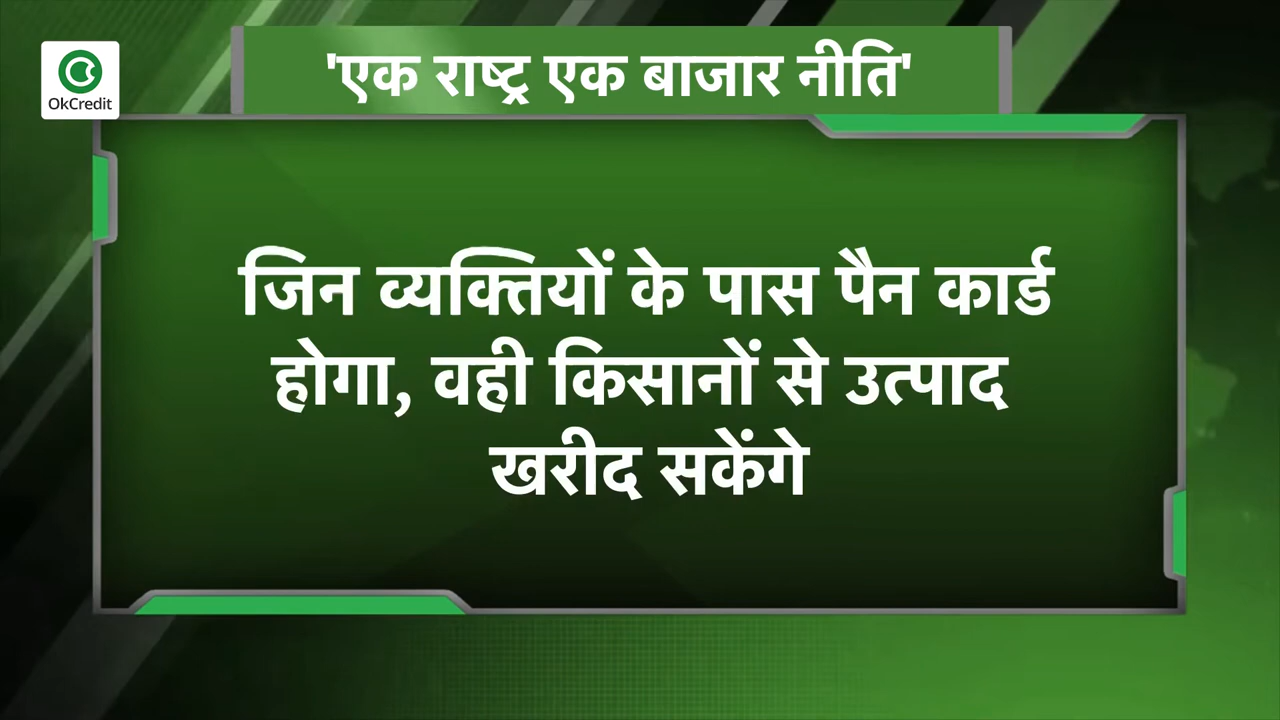 OkCredit
'एक राष्ट्र एक बाजार नीति'
जिन व्यक्तियों के पास पैन कार्ड
होगा, वही किसानों से उत्पाद
खरीद सकेंगे